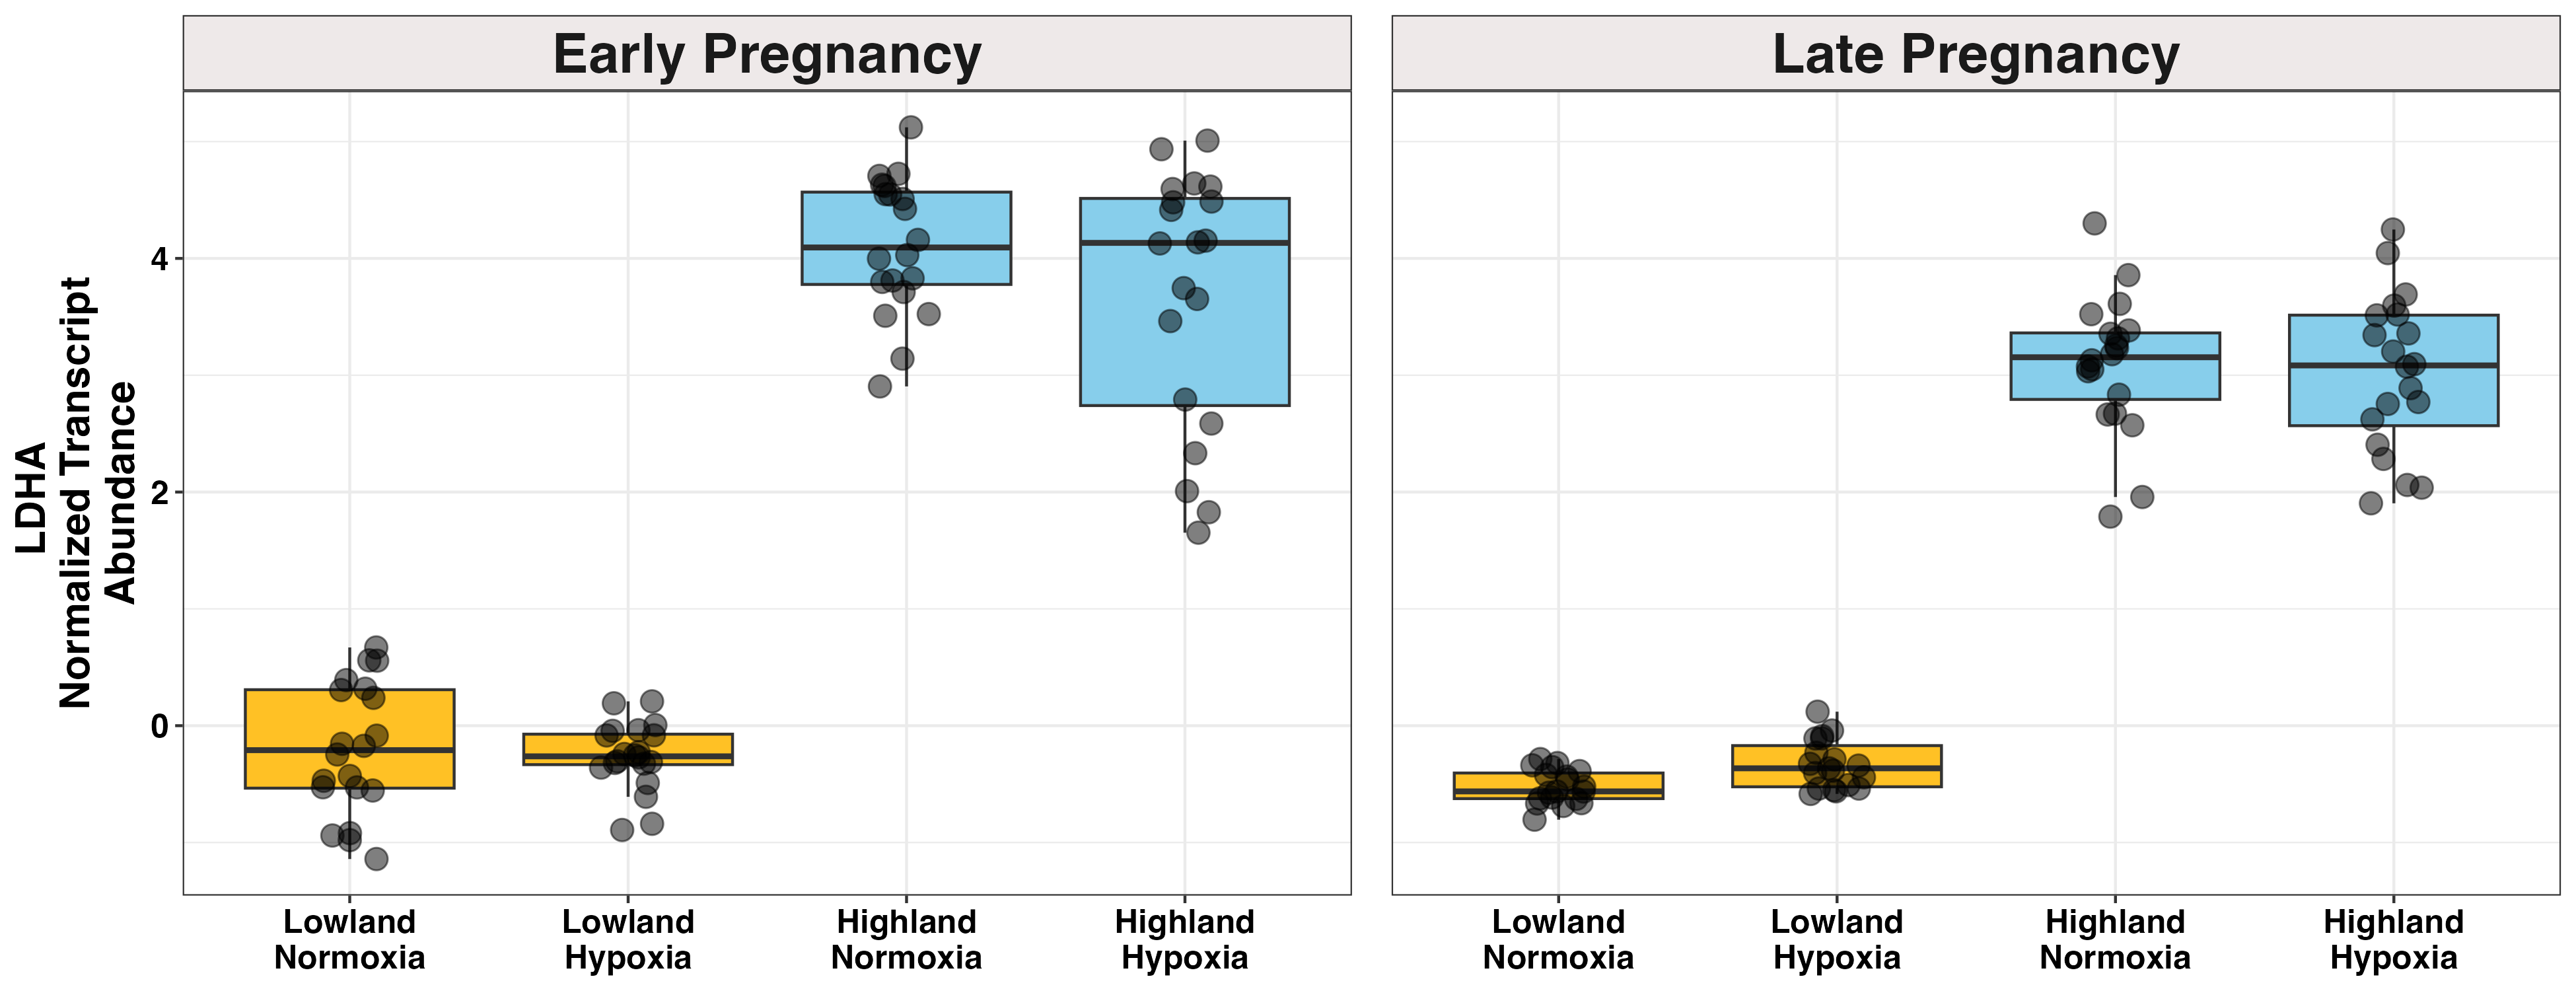 Early Pregnancy
Late Pregnancy
LDHA
Normalized Transcript
Abundance
4
2
0
Lowland
Normoxia
Lowland
Hypoxia
Highland
Normoxia
Highland
Hypoxia
Lowland
Normoxia
Lowland
Hypoxia
Highland
Normoxia
Highland
Hypoxia